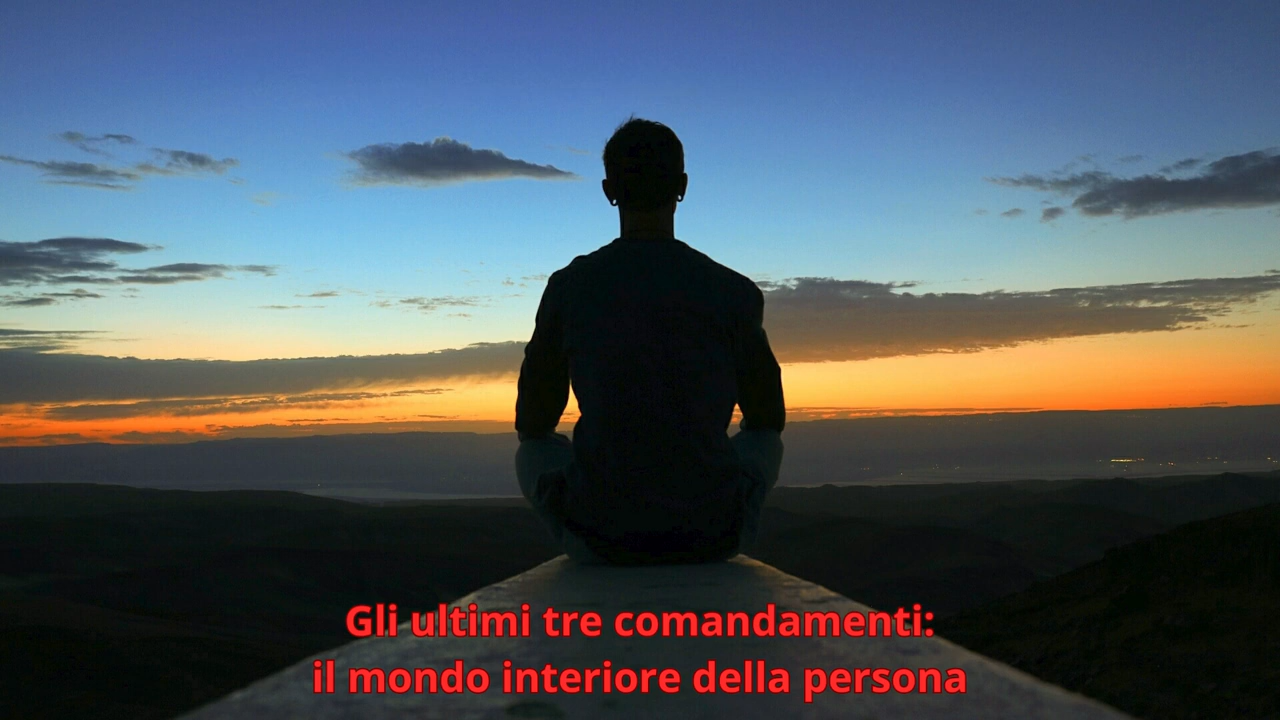 Gli ultimi tre comandamenti:
il mondo interiore della persona